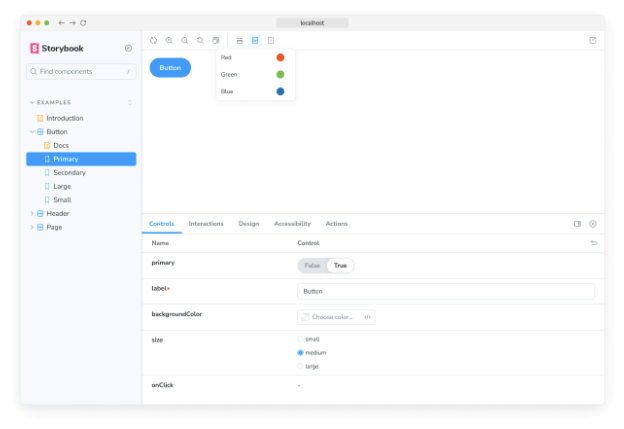 localhost
Storybook
Find components
/
EXAMPLES
Introduction
Button
Docs
Primary
Secondary
Large
Small
Header
Page
Button
Red
Green
Blue
Controls Interactions Design Accessibility Actions
Name Control
primary False True
label* Button
backgroundColor Choose color...
size small
medium
large
onClick -